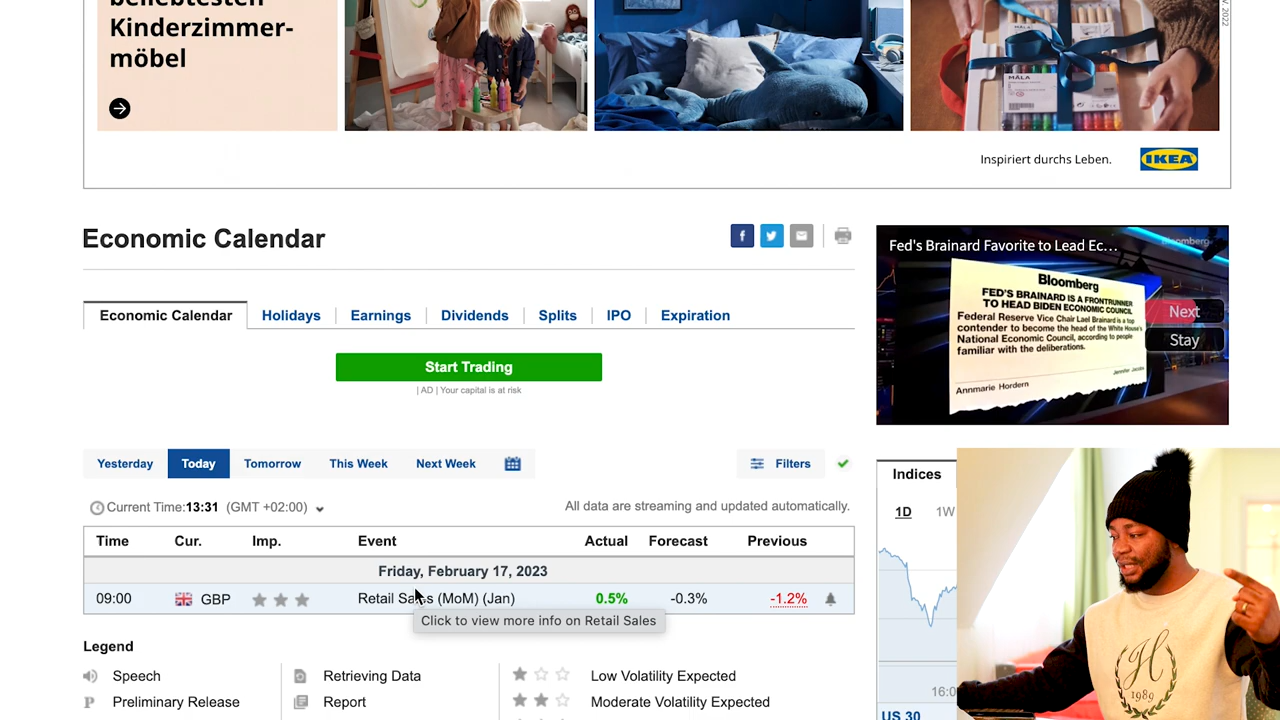 beliebtesten
Kinderzimmer-
möbel
MÅLA
2022
Inspiriert durchs Leben.
IKEA
Economic Calendar
Economic Calendar
Holidays
Earnings
Dividends
Splits
IPO
Expiration
Start Trading
| AD | Your capital is at risk
Fed's Brainard Favorite to Lead Ec…
Bloomberg
Bloomberg
FED'S BRAINARD IS A FRONTRUNNER
TO HEAD BIDEN ECONOMIC COUNCIL
Federal Reserve Vice Chair Lael Brainard is a top
contender to become the head of the White House's
National Economic Council, according to people
familiar with the deliberations.
Jennifer Jacobs
Annmarie Hordern
Next
Stay
Yesterday
Today
Tomorrow
This Week
Next Week
Filters
Current Time:13:31 (GMT +02:00)
All data are streaming and updated automatically.
Time Cur. Imp. Event Actual Forecast Previous
Friday, February 17, 2023
09:00 GBP Retail Sales (MoM) (Jan) 0.5% -0.3% -1.2%
Click to view more info on Retail Sales
Legend
Speech
Preliminary Release
Retrieving Data
Report
Low Volatility Expected
Moderate Volatility Expected
Indices
1D
1W
16:0
US 30
H
1989